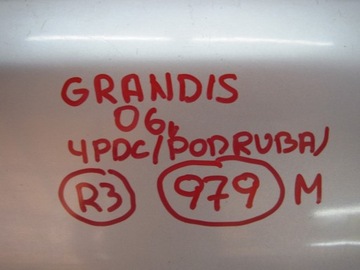 GRANDIS
06.
4PDC/PODRUBA/
R3 979 M